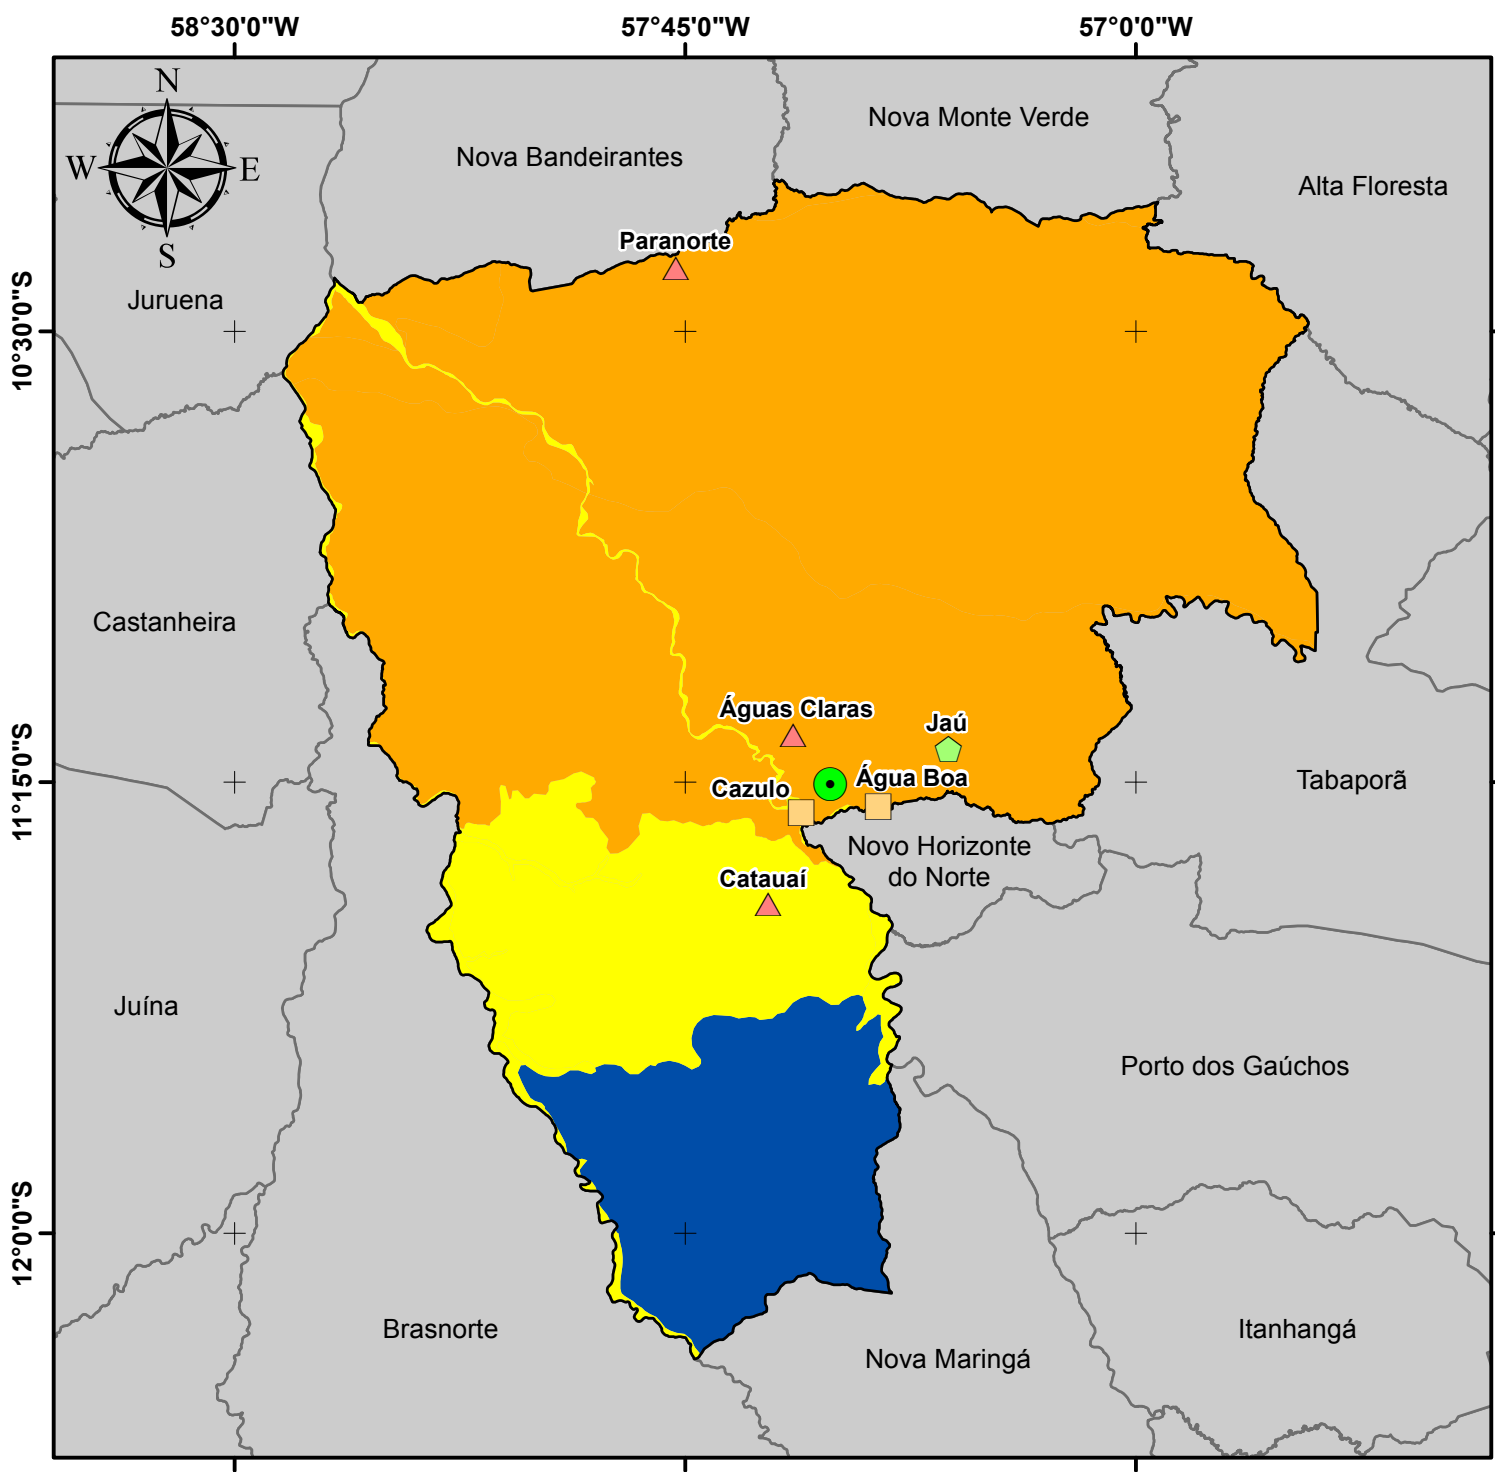 58°30'0"W
57°45'0"W
57°0'0"W
N
W
E
S
Nova Monte Verde
Nova Bandeirantes
Alta Floresta
Paranorte
Juruena
10°30'0"S
Castanheira
Águas Claras
Jaú
11°15'0"S
Cazulo
Água Boa
Tabaporã
Novo Horizonte
do Norte
Catauaí
Juína
Porto dos Gaúchos
12°0'0"S
Brasnorte
Nova Maringá
Itanhangá